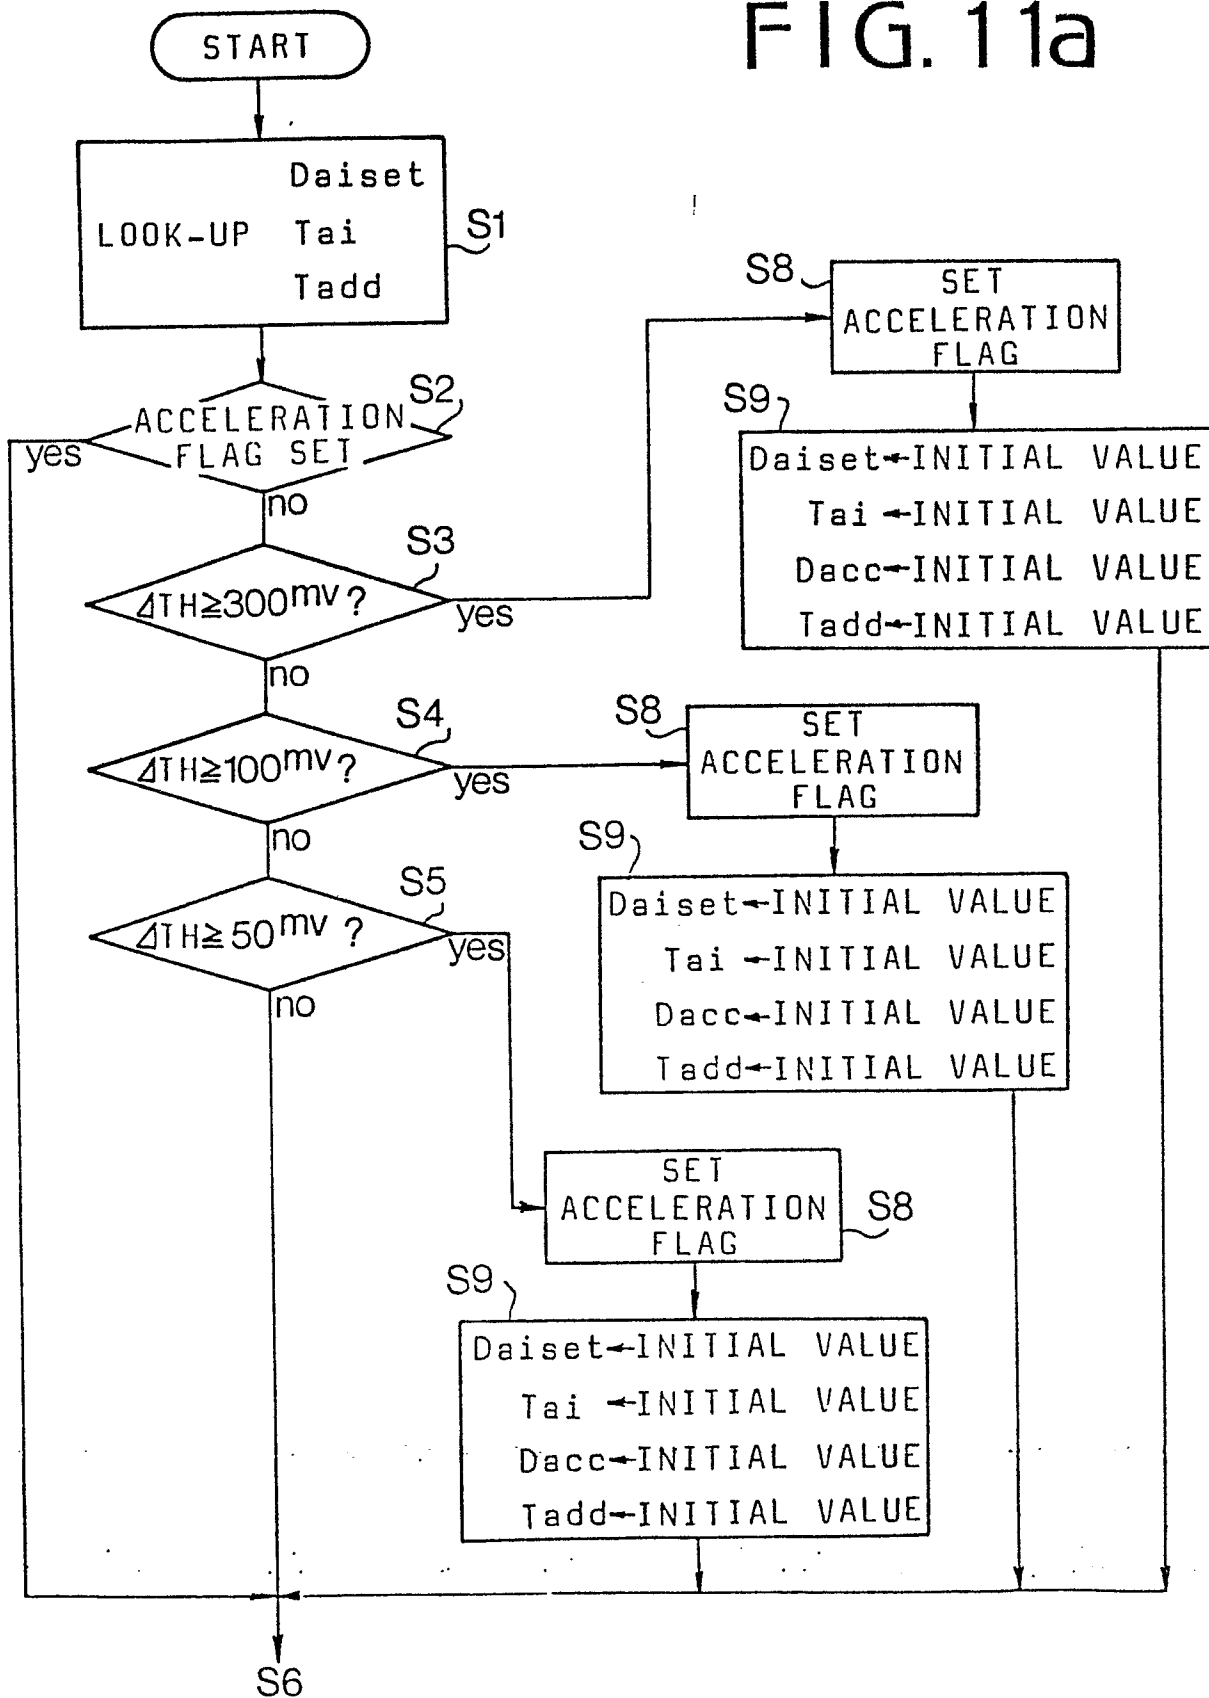 FIG. 11a
START
Daiset
LOOK-UP Tai
Tadd
S1
S2
ACCELERATION
FLAG SET
yes
no
S3
ΔTH≧300mv?
yes
no
S8
SET
ACCELERATION
FLAG
S9
Daiset←INITIAL VALUE
Tai←INITIAL VALUE
Dacc←INITIAL VALUE
Tadd←INITIAL VALUE
S4
ΔTH≧100mv?
yes
no
S8
SET
ACCELERATION
FLAG
S9
Daiset←INITIAL VALUE
Tai←INITIAL VALUE
Dacc←INITIAL VALUE
Tadd←INITIAL VALUE
S5
ΔTH≧50mv ?
yes
no
SET
ACCELERATION
FLAG
S8
S9
Daiset←INITIAL VALUE
Tai←INITIAL VALUE
Dacc←INITIAL VALUE
Tadd←INITIAL VALUE
S6